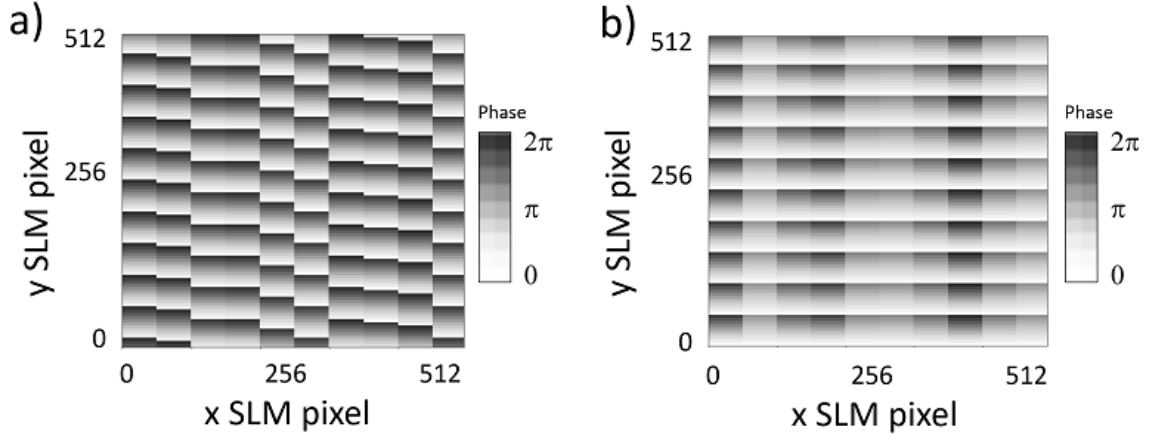 a)
512
256
0
y SLM pixel
0 256 512
x SLM pixel
Phase
2π
π
0
b)
512
256
0
y SLM pixel
0 256 512
x SLM pixel
Phase
2π
π
0